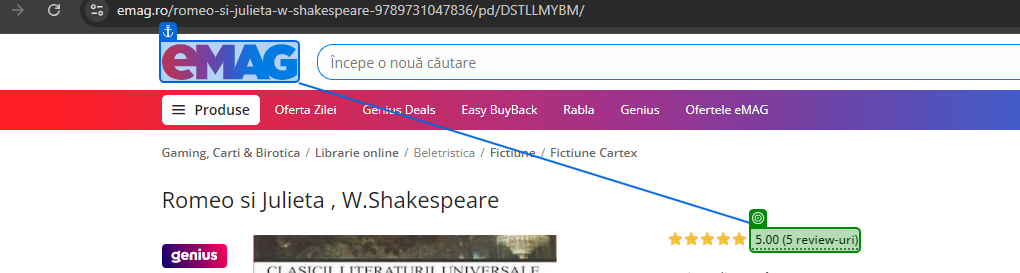 emag.ro/romeo-si-julieta-w-shakespeare-9789731047836/pd/DSTLLMYBM/
eMAG
Începe o nouă căutare
Produse Oferta Zilei Genius Deals Easy BuyBack Rabla Genius Ofertele eMAG
Gaming, Carti & Birotica / Librarie online / Beletristica / Fictiune / Fictiune Cartex
Romeo si Julieta , W.Shakespeare
5.00 (5 review-uri)
genius
CLASICII LITERATURII UNIVERSALE